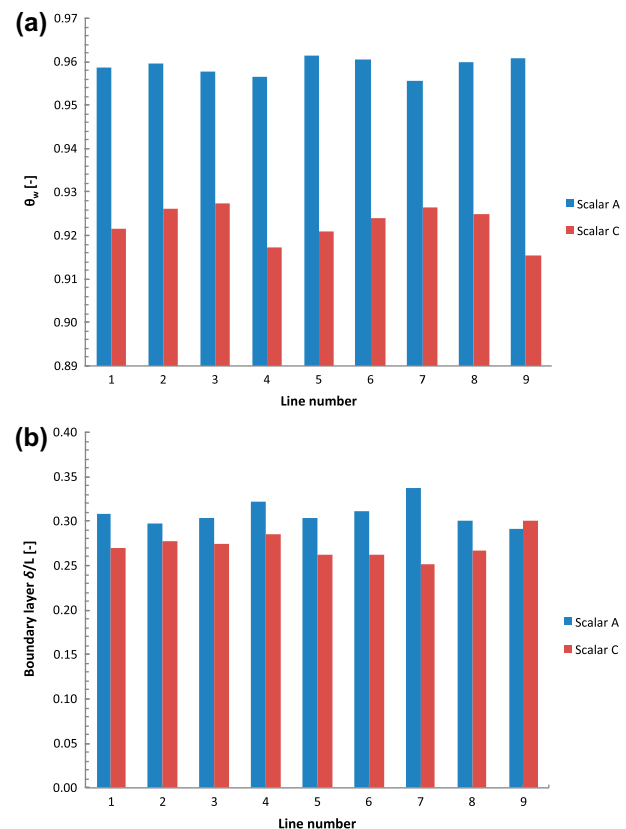 (a)
0.97
0.96
0.95
0.94
0.93
0.92
0.91
0.90
0.89
θw [-]
1 2 3 4 5 6 7 8 9
Line number
Scalar A
Scalar C
(b)
0.40
0.35
0.30
0.25
0.20
0.15
0.10
0.05
0.00
Boundary layer δ/L [-]
1 2 3 4 5 6 7 8 9
Line number
Scalar A
Scalar C